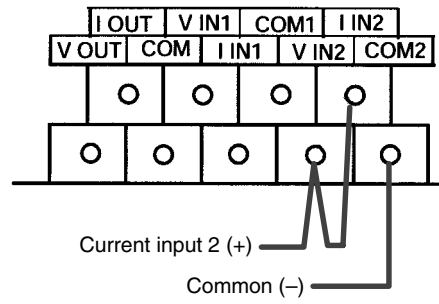 I OUT V IN1 COM1 I IN2
V OUT COM I IN1 V IN2 COM2
Current input 2 (+)
Common (–)